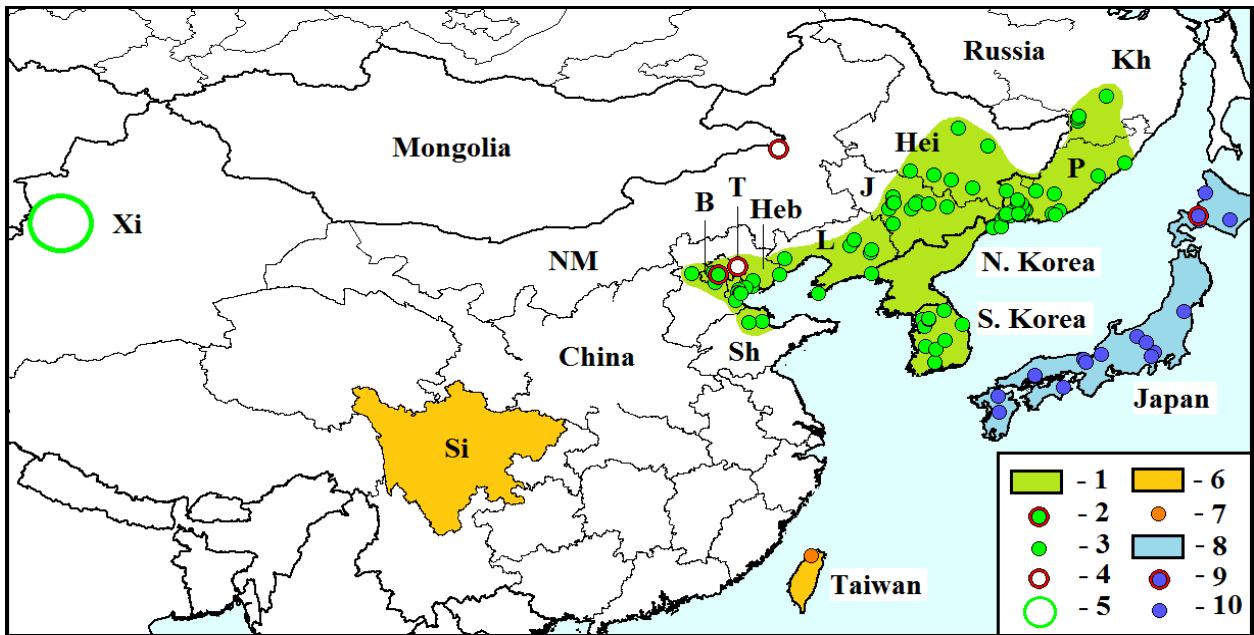 Russia
Kh
Mongolia
Hei
P
J
B
T
Heb
Xi
L
NM
N. Korea
S. Korea
China
Sh
Japan
Si
Taiwan
- 1
- 2
- 3
- 4
- 5
- 6
- 7
- 8
- 9
- 10